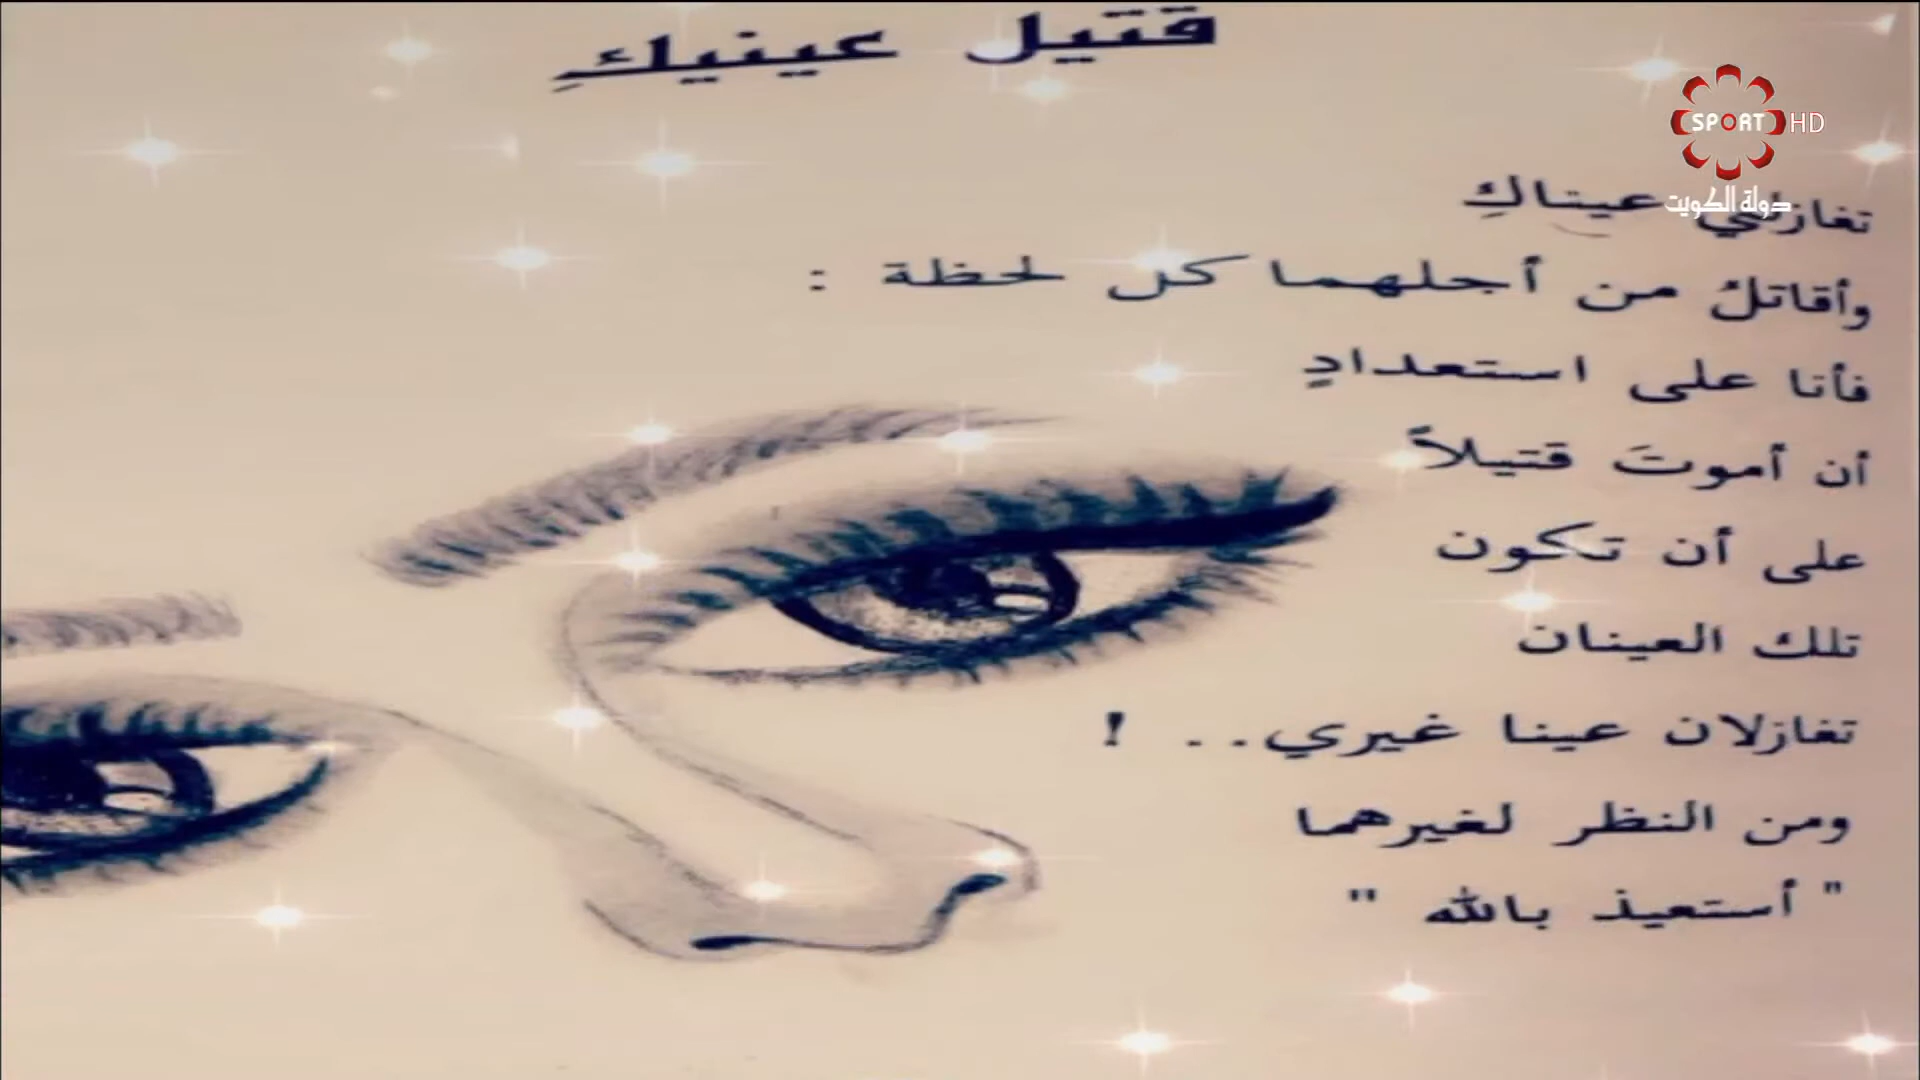 قتيل عينيكِ
SPORT HD
دولة الكويت
تغازلني عيناكِ
وأقاتلُ من أجلهما كل لحظة :
فأنا على استعدادٍ
أن أموتَ قتيلاً
على أن تكون
تلك العينان
تغازلان عينا غيري.. . !
ومن النظر لغيرهما
" أستعيذ بالله "